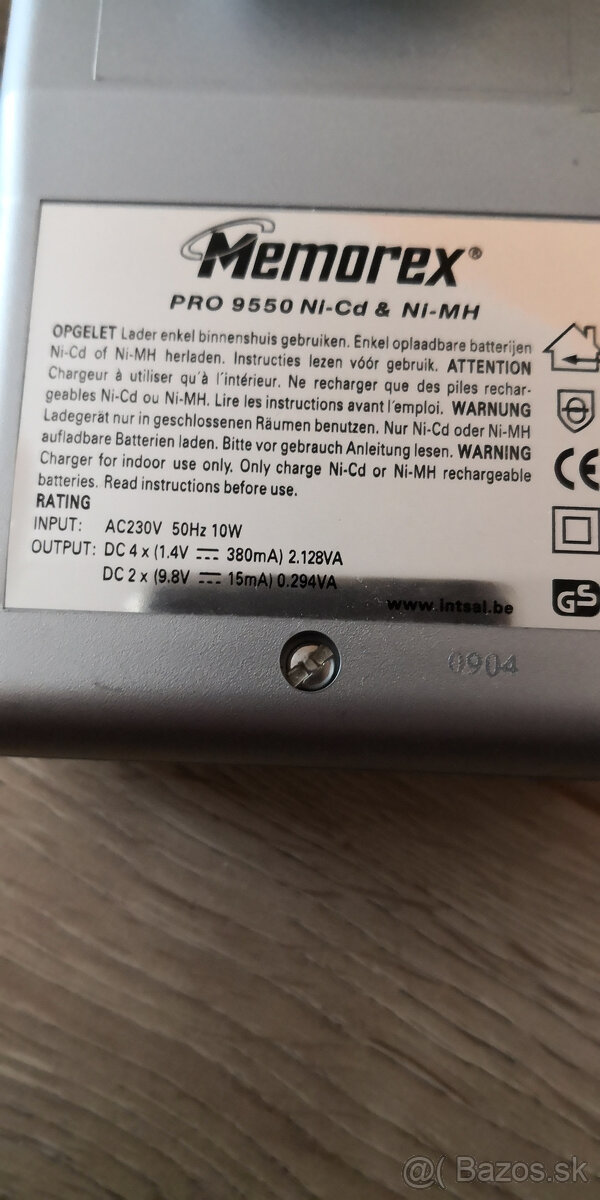 Memorex®
PRO 9550 Ni-Cd & Ni-MH
OPGELET Lader enkel binnenshuis gebruiken. Enkel oplaadbare batterijen
Ni-Cd of Ni-MH herladen. Instructies lezen vóór gebruik. ATTENTION
Chargeur à utiliser qu'à l'intérieur. Ne recharger que des piles rechar-
geables Ni-Cd ou Ni-MH. Lire les instructions avant l'emploi. WARNUNG
Ladegerät nur in geschlossenen Räumen benutzen. Nur Ni-Cd oder Ni-MH
aufladbare Batterien laden. Bitte vor gebrauch Anleitung lesen. WARNING
Charger for indoor use only. Only charge Ni-Cd or Ni-MH rechargeable
batteries. Read instructions before use.
RATING
INPUT: AC230V 50Hz 10W
OUTPUT: DC 4 x (1.4V ⎓ 380mA) 2.128VA
DC 2 x (9.8V ⎓ 15mA) 0.294VA
www.intsal.be
CE
GS
0904
@( Bazos.sk